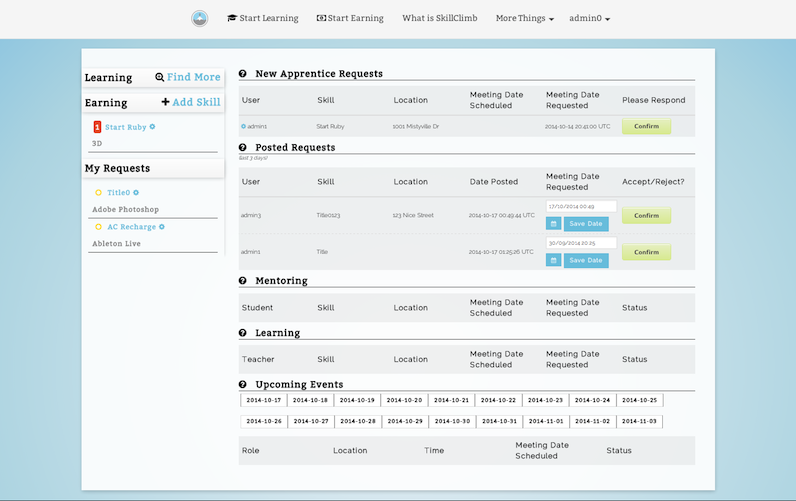 Start Learning Start Earning What is SkillClimb More Things admin0
Learning Find More
Earning Add Skill
1 Start Ruby
3D
My Requests
Title0
Adobe Photoshop
AC Recharge
Ableton Live
New Apprentice Requests
User Skill Location Meeting Date Scheduled Meeting Date Requested Please Respond
admin1 Start Ruby 1001 Mistyville Dr 2014-10-14 20:41:00 UTC Confirm
Posted Requests
(last 3 days)
User Skill Location Date Posted Meeting Date Requested Accept/Reject?
admin3 Title0123 123 Nice Street 2014-10-17 00:49:44 UTC 17/10/2014 00:49 Confirm
Save Date
admin1 Title 2014-10-17 01:25:26 UTC 30/09/2014 20:25 Confirm
Save Date
Mentoring
Student Skill Location Meeting Date Scheduled Meeting Date Requested Status
Learning
Teacher Skill Location Meeting Date Scheduled Meeting Date Requested Status
Upcoming Events
2014-10-17 2014-10-18 2014-10-19 2014-10-20 2014-10-21 2014-10-22 2014-10-23 2014-10-24 2014-10-25
2014-10-26 2014-10-27 2014-10-28 2014-10-29 2014-10-30 2014-10-31 2014-11-01 2014-11-02 2014-11-03
Role Location Time Meeting Date Scheduled Status